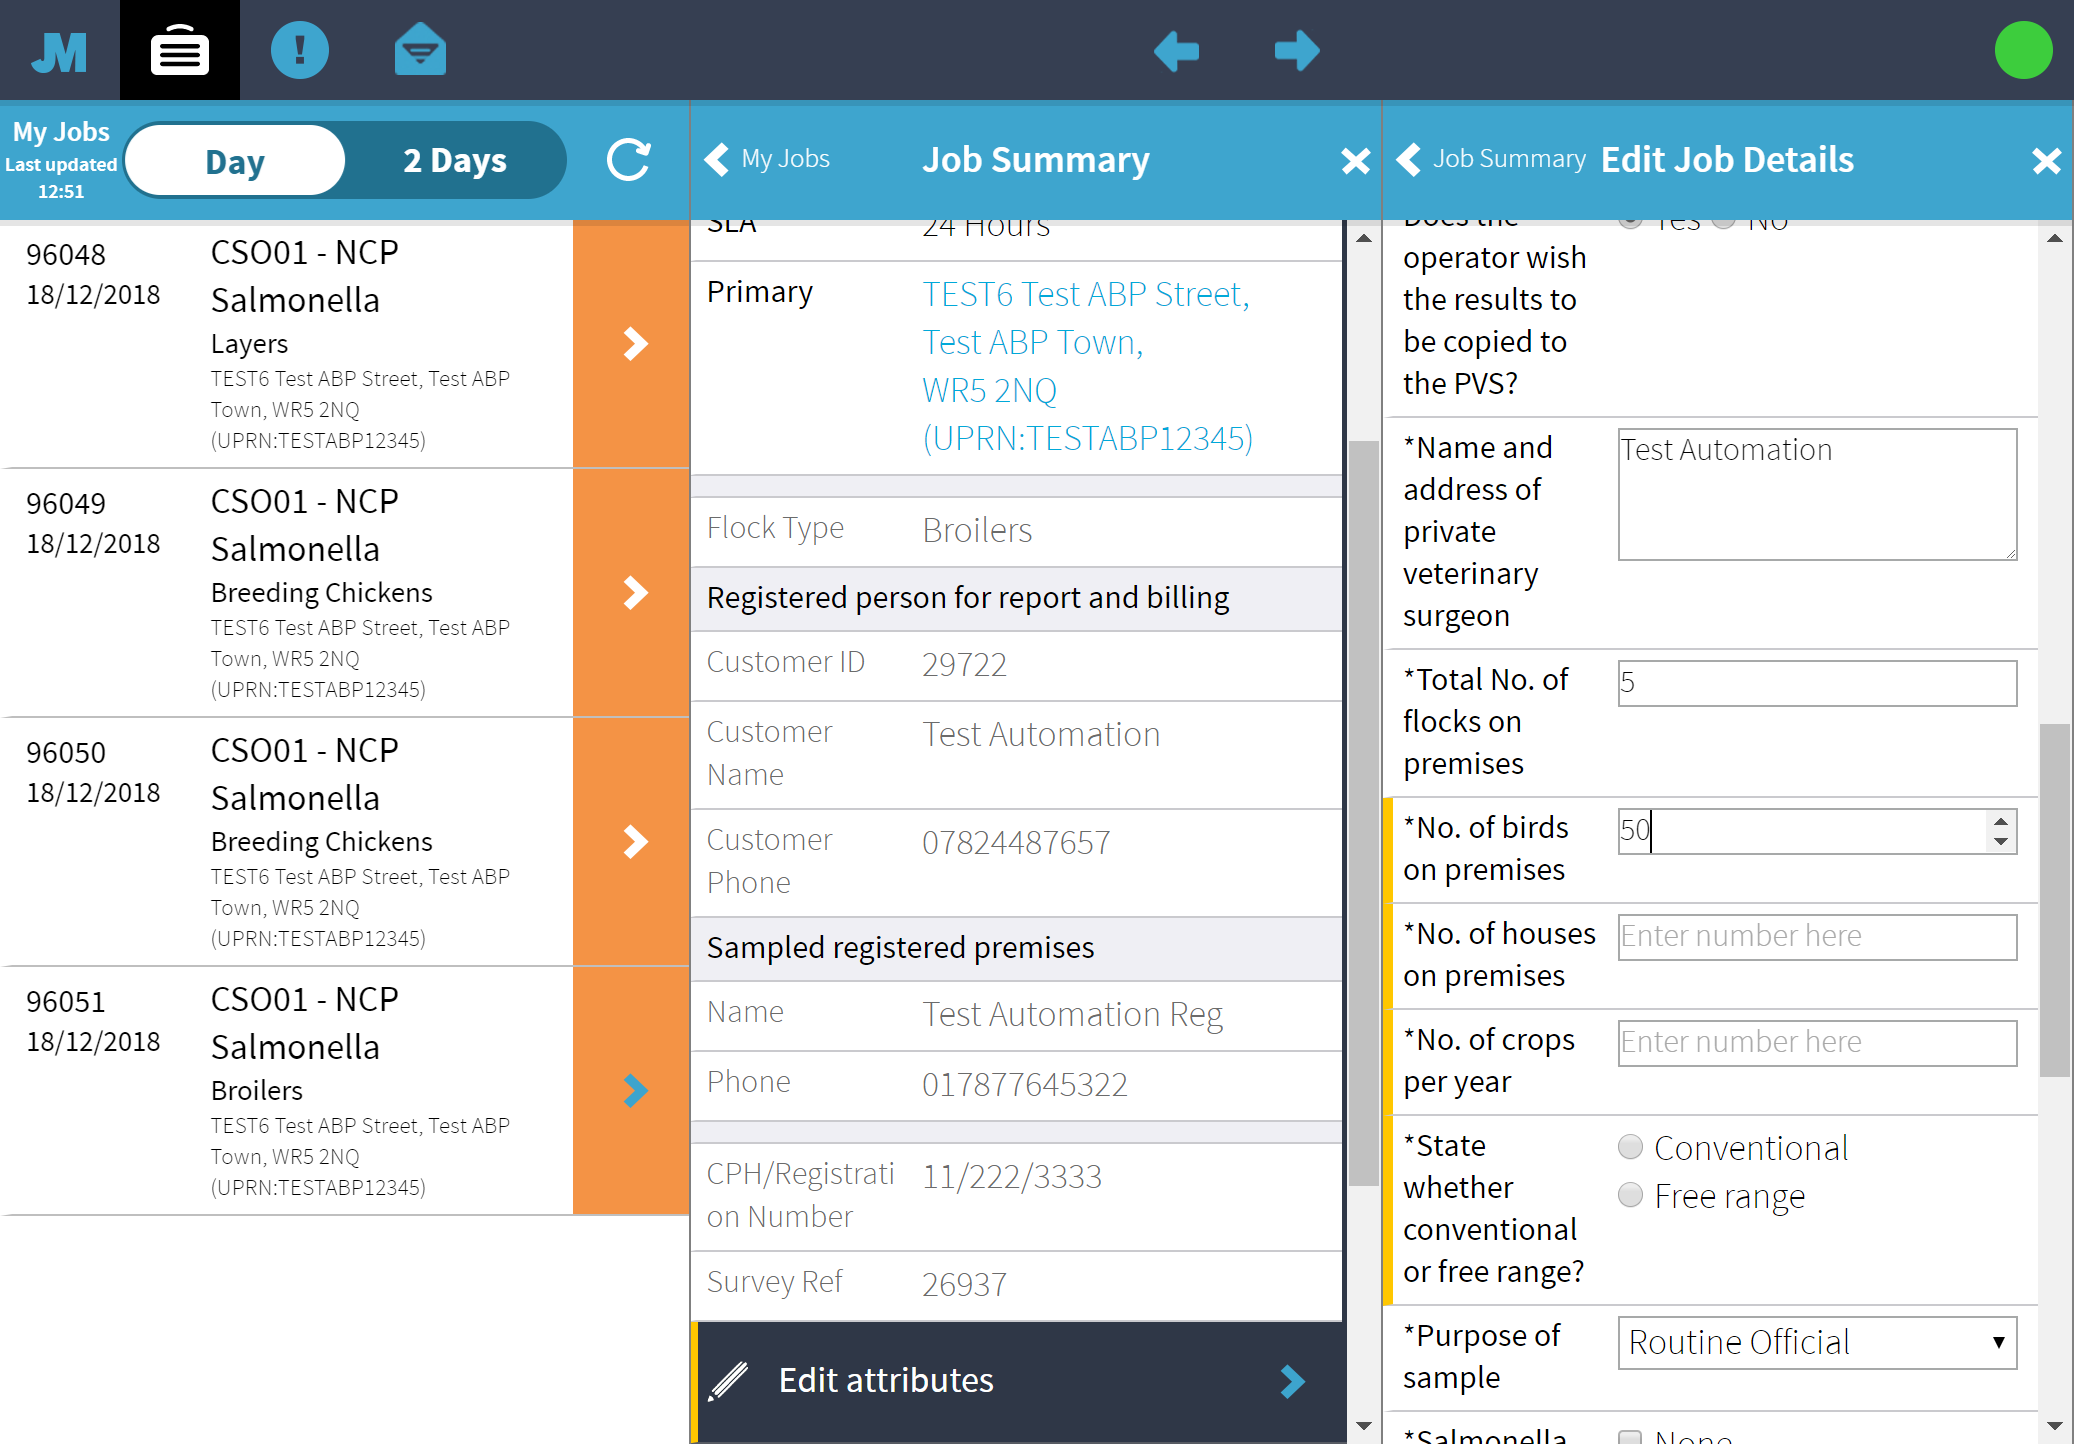 JM
My Jobs
Last updated
12:51
Day
2 Days
My Jobs
Job Summary
Job Summary
Edit Job Details
96048
18/12/2018
CSO01 - NCP
Salmonella
Layers
TEST6 Test ABP Street, Test ABP
Town, WR5 2NQ
(UPRN:TESTABP12345)
96049
18/12/2018
CSO01 - NCP
Salmonella
Breeding Chickens
TEST6 Test ABP Street, Test ABP
Town, WR5 2NQ
(UPRN:TESTABP12345)
96050
18/12/2018
CSO01 - NCP
Salmonella
Breeding Chickens
TEST6 Test ABP Street, Test ABP
Town, WR5 2NQ
(UPRN:TESTABP12345)
96051
18/12/2018
CSO01 - NCP
Salmonella
Broilers
TEST6 Test ABP Street, Test ABP
Town, WR5 2NQ
(UPRN:TESTABP12345)
SLA
24 Hours
Primary
TEST6 Test ABP Street,
Test ABP Town,
WR5 2NQ
(UPRN:TESTABP12345)
Flock Type
Broilers
Registered person for report and billing
Customer ID
29722
Customer
Name
Test Automation
Customer
Phone
07824487657
Sampled registered premises
Name
Test Automation Reg
Phone
017877645322
CPH/Registrati
on Number
11/222/3333
Survey Ref
26937
Edit attributes
Does the
operator wish
the results to
be copied to
the PVS?
Yes
No
*Name and
address of
private
veterinary
surgeon
Test Automation
*Total No. of
flocks on
premises
5
*No. of birds
on premises
50
*No. of houses
on premises
Enter number here
*No. of crops
per year
Enter number here
*State
whether
conventional
or free range?
Conventional
Free range
*Purpose of
sample
Routine Official
*Salmonella
None